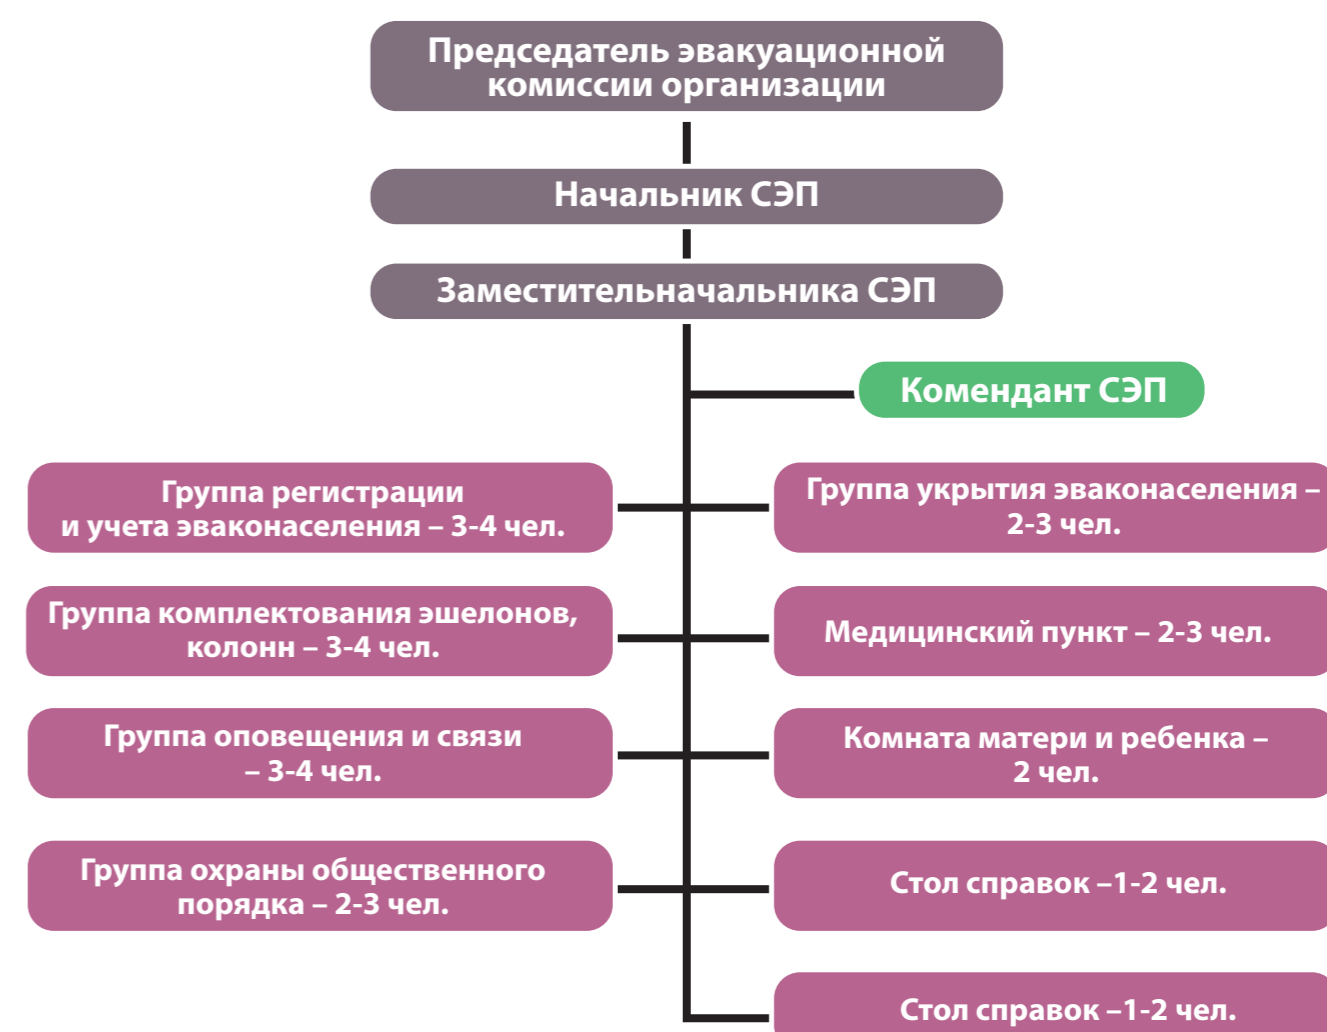 Председатель эвакуационной
комиссии организации
Начальник СЭП
Заместительначальника СЭП
Комендант СЭП
Группа регистрации
и учета эваконаселения – 3-4 чел.
Группа укрытия эваконаселения –
2-3 чел.
Группа комплектования эшелонов,
колонн – 3-4 чел.
Медицинский пункт – 2-3 чел.
Группа оповещения и связи
– 3-4 чел.
Комната матери и ребенка –
2 чел.
Группа охраны общественного
порядка – 2-3 чел.
Стол справок –1-2 чел.
Стол справок –1-2 чел.